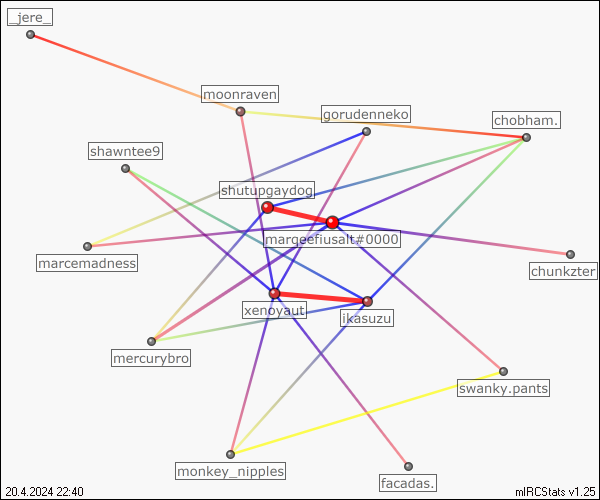 _jere_
moonraven
gorudenneko
chobham.
shawntee9
shutupgaydog
marqeefiusalt#0000
marcemadness
chunkzter
xenoyaut
ikasuzu
mercurybro
swanky.pants
monkey_nipples
facadas.
20.4.2024 22:40
mIRCStats v1.25